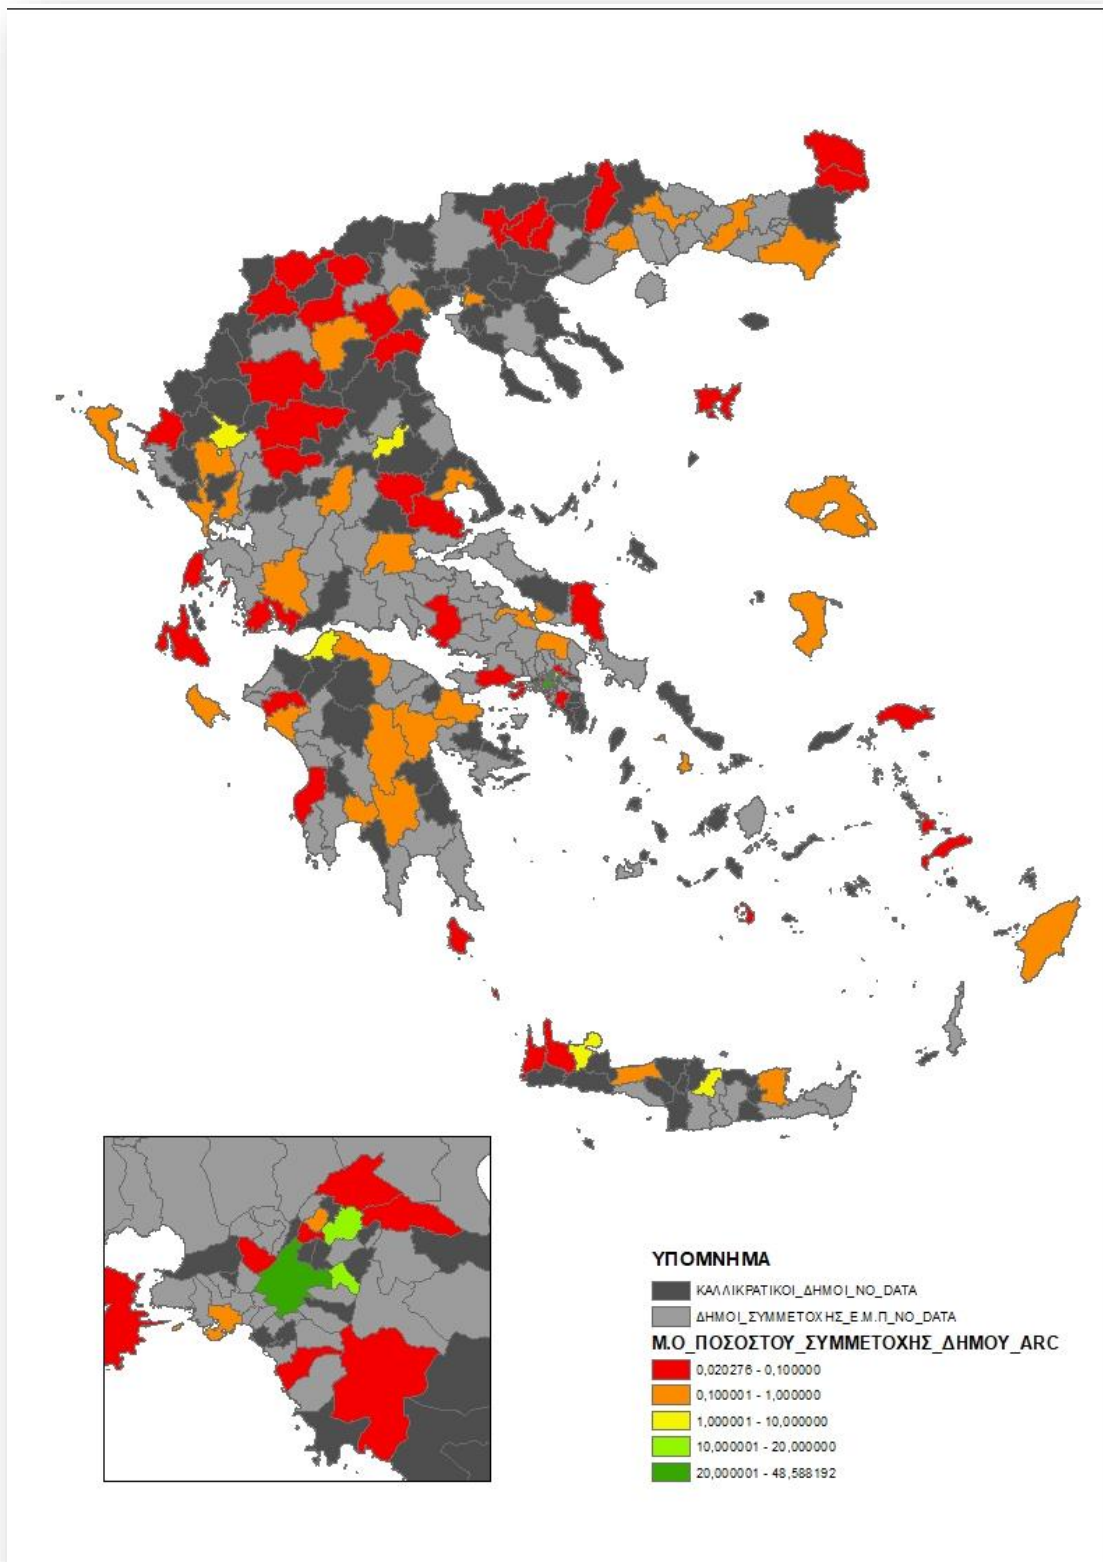 ΥΠΟΜΝΗΜΑ
ΚΑΛΛΙΚΡΑΤΙΚΟΙ_ΔΗΜΟΙ_NO_DATA
ΔΗΜΟΙ_ΣΥΜΜΕΤΟΧΗΣ_Ε.Μ.Π_NO_DATA
Μ.Ο_ΠΟΣΟΣΤΟΥ_ΣΥΜΜΕΤΟΧΗΣ_ΔΗΜΟΥ_ARC
0,020276 - 0,100000
0,100001 - 1,000000
1,000001 - 10,000000
10,000001 - 20,000000
20,000001 - 48,588192